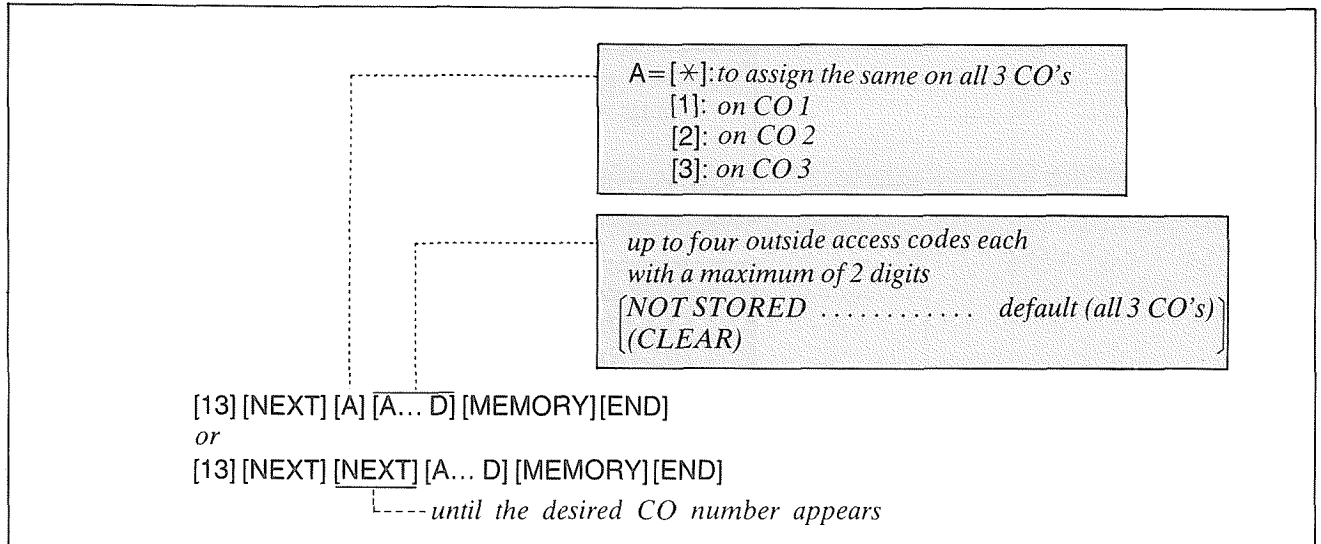 A=[✳]: to assign the same on all 3 CO's
[1]: on CO 1
[2]: on CO 2
[3]: on CO 3
up to four outside access codes each
with a maximum of 2 digits
NOT STORED ............ default (all 3 CO's)
(CLEAR)
[13] [NEXT] [A] [A... D] [MEMORY] [END]
or
[13] [NEXT] [NEXT] [A... D] [MEMORY] [END]
until the desired CO number appears